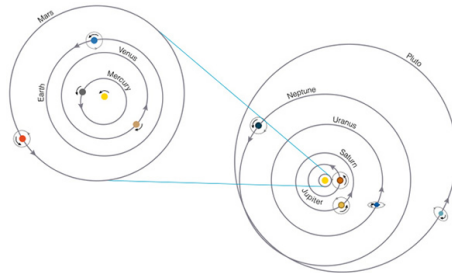 Mars
Venus
Earth
Mercury
Pluto
Neptune
Uranus
Saturn
Jupiter